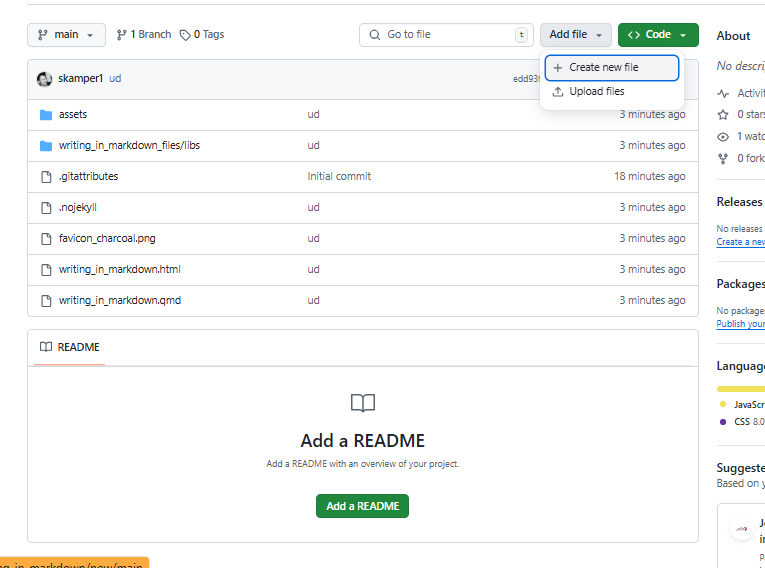 main
1 Branch
0 Tags
Go to file
t
Add file
Code
About
Create new file
Upload files
No descri
skamper1 ud
edd93
Activit
assets ud 3 minutes ago
0 stars
writing_in_markdown_files/libs ud 3 minutes ago
1 watc
0 fork
.gitattributes Initial commit 18 minutes ago
.nojekyll ud 3 minutes ago
favicon_charcoal.png ud 3 minutes ago
writing_in_markdown.html ud 3 minutes ago
writing_in_markdown.qmd ud 3 minutes ago
Releases
No releases
Create a new
Packages
No package
Publish your
Languag
JavaScr
CSS 8.0
README
Add a README
Add a README with an overview of your project.
Add a README
Suggeste
Based on y
J
in
P
ng_in_markdown/new/main